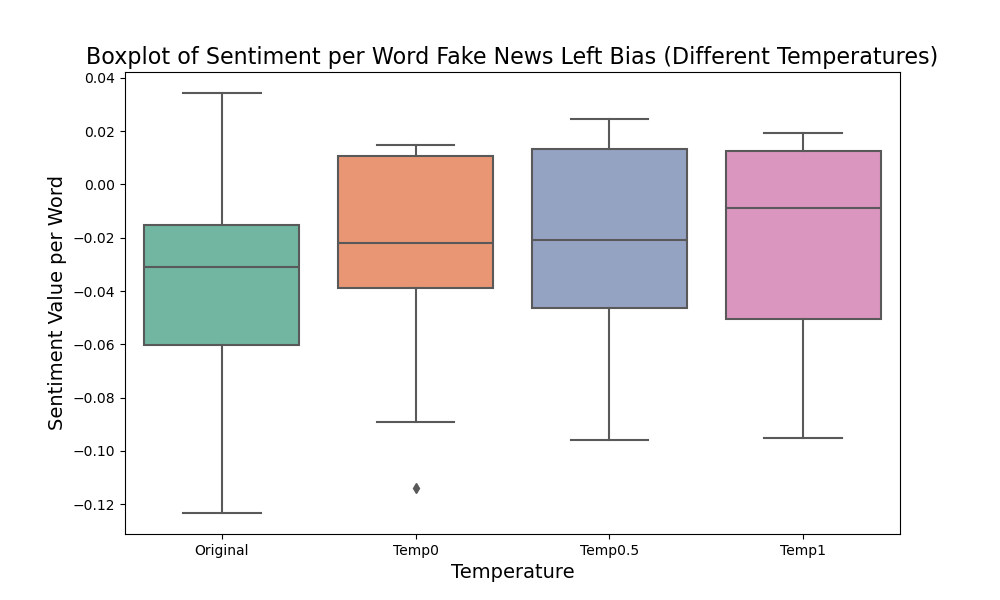 Boxplot of Sentiment per Word Fake News Left Bias (Different Temperatures)
Sentiment Value per Word
0.04
0.02
0.00
−0.02
−0.04
−0.06
−0.08
−0.10
−0.12
Original Temp0 Temp0.5 Temp1
Temperature